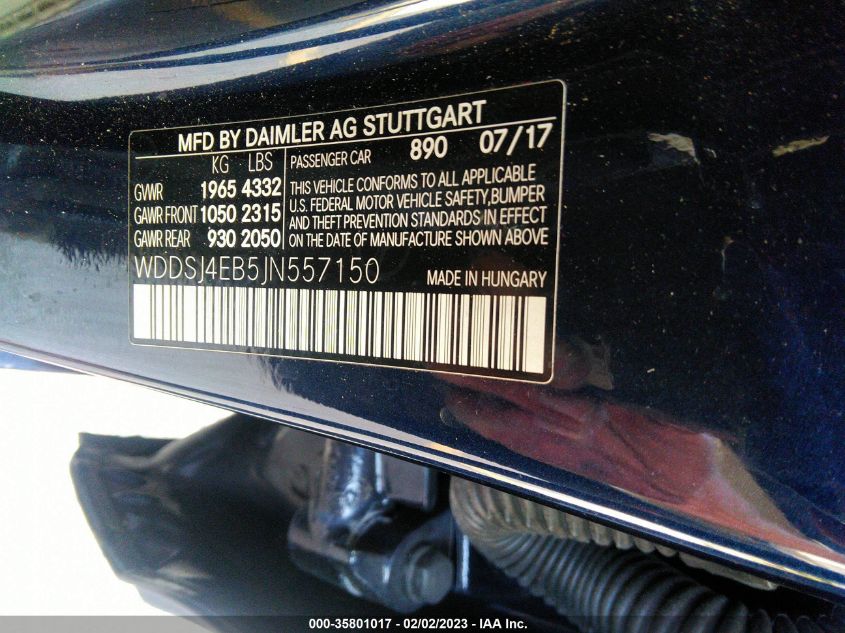 MFD BY DAIMLER AG STUTTGART
KG LBS
GVWR 1965 4332
GAWR FRONT 1050 2315
GAWR REAR 930 2050
PASSENGER CAR 890 07/17
THIS VEHICLE CONFORMS TO ALL APPLICABLE
U.S. FEDERAL MOTOR VEHICLE SAFETY,BUMPER
AND THEFT PREVENTION STANDARDS IN EFFECT
ON THE DATE OF MANUFACTURE SHOWN ABOVE
WDDSJ4EB5JN557150 MADE IN HUNGARY
000-35801017 - 02/02/2023 - IAA Inc.